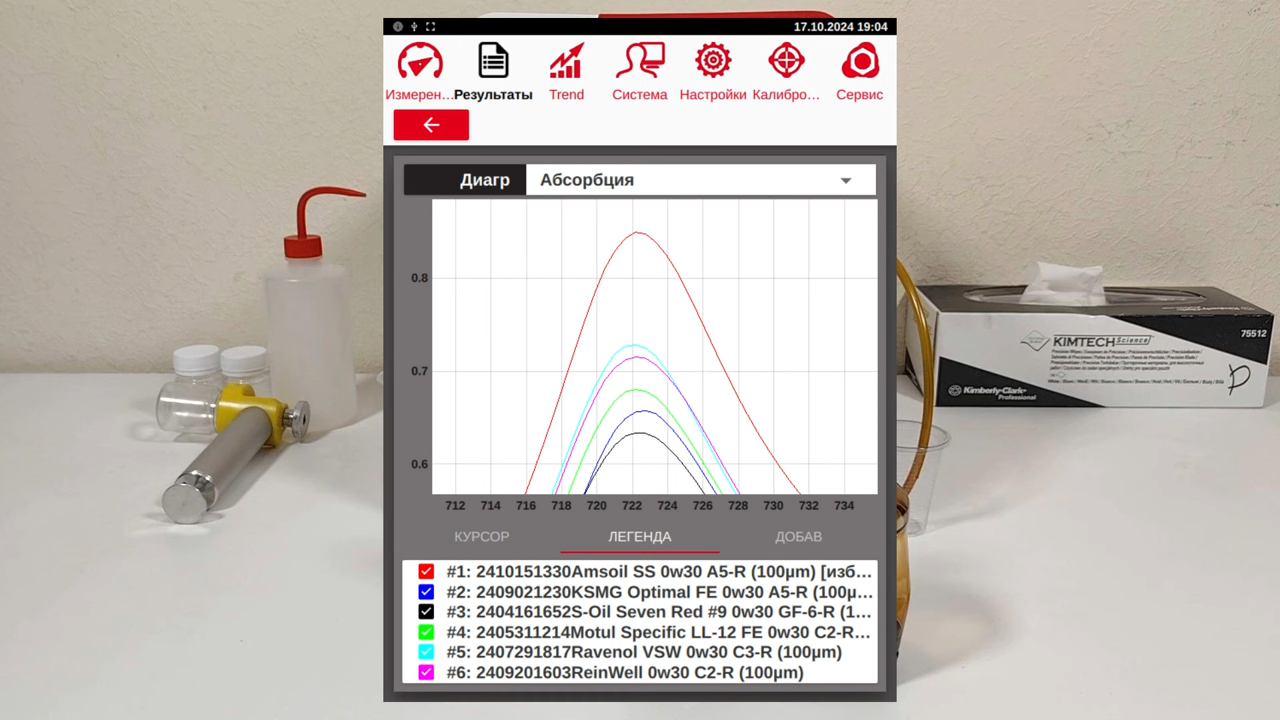 17.10.2024 19:04
Измерен... Результаты Trend Система Настройки Калибро... Сервис
Диагр Абсорбция
0.8
0.7
0.6
712 714 716 718 720 722 724 726 728 730 732 734
КУРСОР ЛЕГЕНДА ДОБАВ
#1: 2410151330Amsoil SS 0w30 A5-R (100µm) [изб...
#2: 2409021230KSMG Optimal FE 0w30 A5-R (100µ...
#3: 2404161652S-Oil Seven Red #9 0w30 GF-6-R (1...
#4: 2405311214Motul Specific LL-12 FE 0w30 C2-R...
#5: 2407291817Ravenol VSW 0w30 C3-R (100µm)
#6: 2409201603ReinWell 0w30 C2-R (100µm)
75512
KIMTECH Science
Kimberly-Clark
Professional